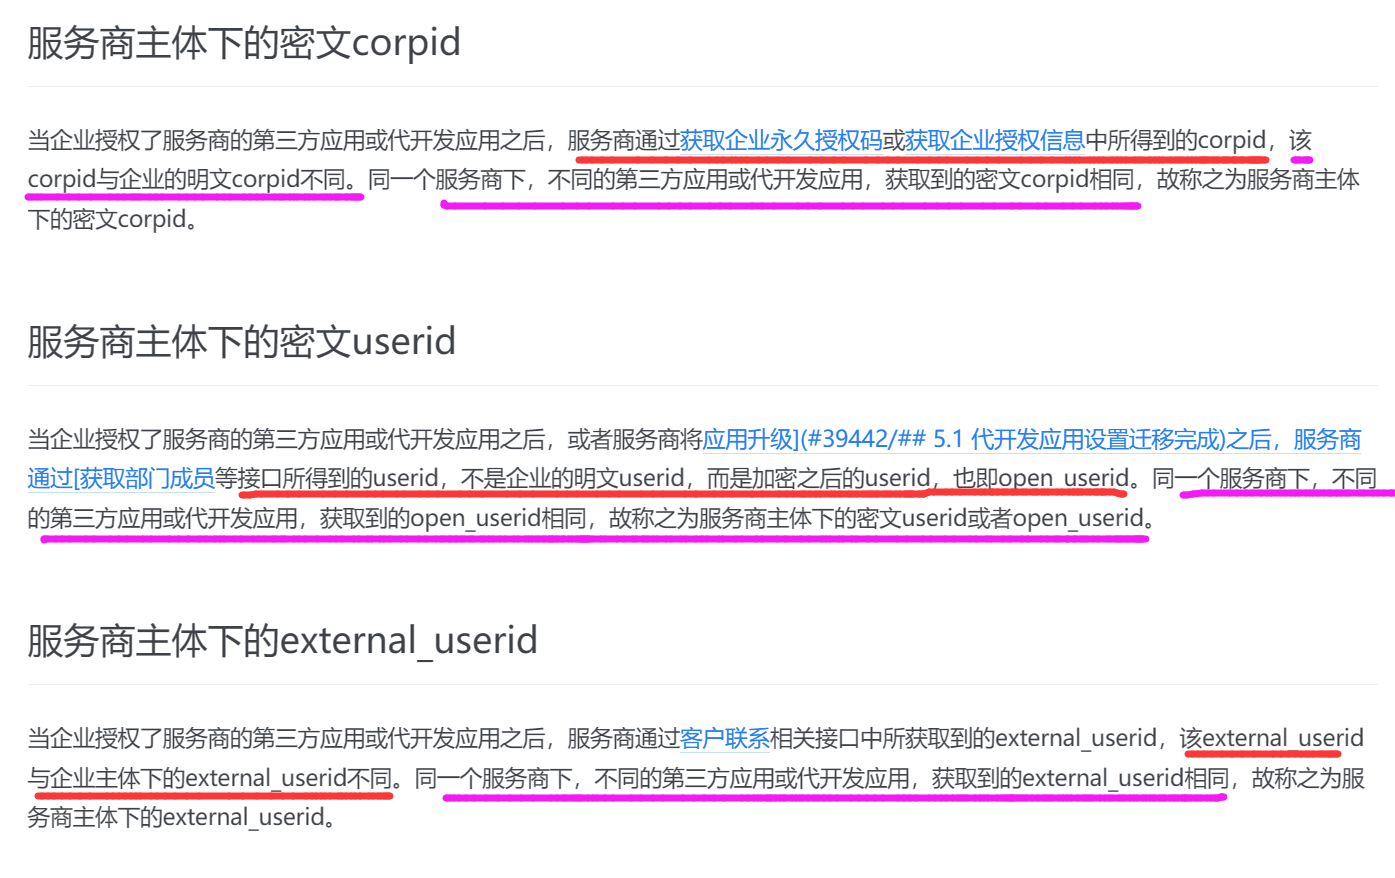 服务商主体下的密文corpid
当企业授权了服务商的第三方应用或代开发应用之后，服务商通过获取企业永久授权码或获取企业授权信息中所得到的corpid，该
corpid与企业的明文corpid不同。同一个服务商下，不同的第三方应用或代开发应用，获取到的密文corpid相同，故称之为服务商主体
下的密文corpid。
服务商主体下的密文userid
当企业授权了服务商的第三方应用或代开发应用之后，或者服务商将应用升级](#39442/## 5.1 代开发应用设置迁移完成)之后，服务商
通过[获取部门成员等接口所得到的userid，不是企业的明文userid，而是加密之后的userid，也即open_userid。同一个服务商下，不同
的第三方应用或代开发应用，获取到的open_userid相同，故称之为服务商主体下的密文userid或者open_userid。
服务商主体下的external_userid
当企业授权了服务商的第三方应用或代开发应用之后，服务商通过客户联系相关接口中所获取到的external_userid，该external_userid
与企业主体下的external_userid不同。同一个服务商下，不同的第三方应用或代开发应用，获取到的external_userid相同，故称之为服
务商主体下的external_userid。